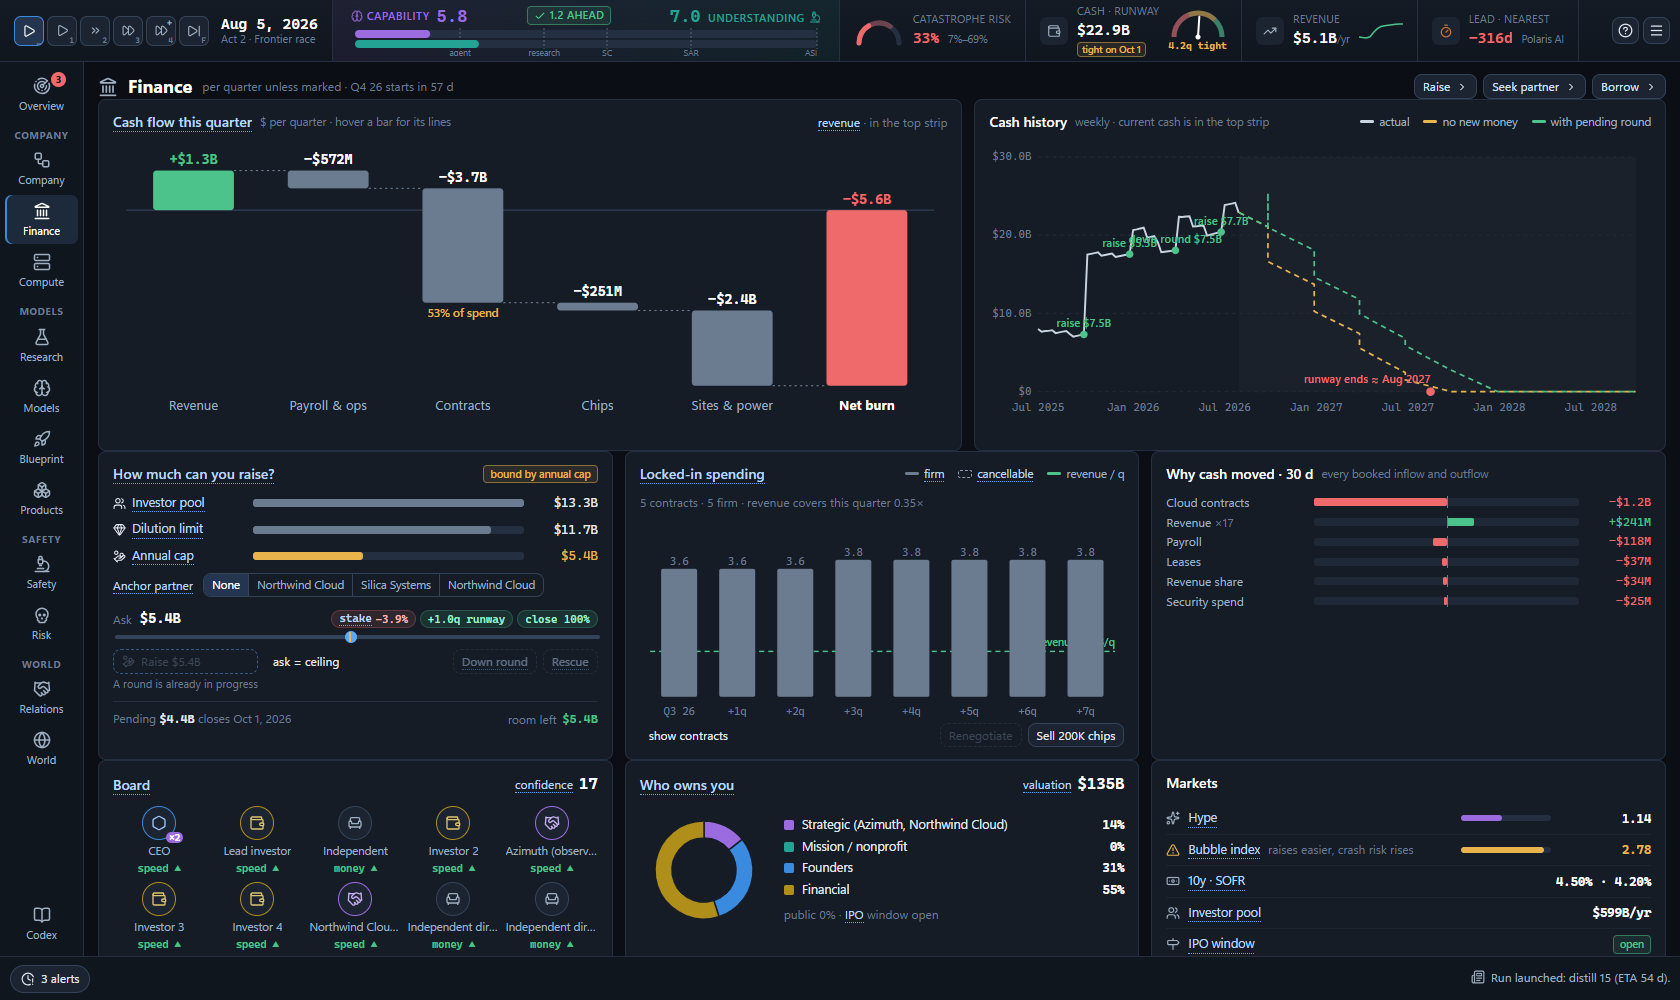 Aug 5, 2026
Act 2 · Frontier race
1
2
3
4
F
CAPABILITY 5.8
1.2 AHEAD
7.0 UNDERSTANDING
agent research SC SAR ASI
CATASTROPHE RISK
33% 7%–69%
CASH · RUNWAY
$22.9B
tight on Oct 1
4.2q tight
REVENUE
$5.1B/yr
LEAD · NEAREST
−316d Polaris AI
3
Overview
COMPANY
Company
Finance
Compute
MODELS
Research
Models
Blueprint
Products
SAFETY
Safety
Risk
WORLD
Relations
World
Codex
Finance per quarter unless marked · Q4 26 starts in 57 d
Raise
Seek partner
Borrow
Cash flow this quarter $ per quarter · hover a bar for its lines
revenue · in the top strip
+$1.3B
−$572M
−$3.7B
53% of spend
−$251M
−$2.4B
−$5.6B
Revenue Payroll & ops Contracts Chips Sites & power Net burn
Cash history weekly · current cash is in the top strip
actual no new money with pending round
$30.0B
$20.0B
$10.0B
$0
raise $7.5B
round $7.5B
raise $7.7B
runway ends ≈ Aug 2027
Jul 2025 Jan 2026 Jul 2026 Jan 2027 Jul 2027 Jan 2028 Jul 2028
How much can you raise?
bound by annual cap
Investor pool $13.3B
Dilution limit $11.7B
Annual cap $5.4B
Anchor partner None Northwind Cloud Silica Systems Northwind Cloud
Ask $5.4B
stake −3.9% +1.0q runway close 100%
Raise $5.4B
ask = ceiling
Down round Rescue
A round is already in progress
Pending $4.4B closes Oct 1, 2026
room left $5.4B
Locked-in spending
firm cancellable revenue / q
5 contracts · 5 firm · revenue covers this quarter 0.35×
3.6 3.6 3.6 3.8 3.8 3.8 3.8 3.8
/q
Q3 26 +1q +2q +3q +4q +5q +6q +7q
show contracts
Renegotiate
Sell 200K chips
Why cash moved · 30 d every booked inflow and outflow
Cloud contracts −$1.2B
Revenue ×17 +$241M
Payroll −$118M
Leases −$37M
Revenue share −$34M
Security spend −$25M
Board
confidence 17
×2
CEO Lead investor Independent Investor 2 Azimuth (observ...
speed ▲ speed ▲ money ▲ speed ▲ speed ▲
Investor 3 Investor 4 Northwind Clou... Independent dir... Independent dir...
speed ▲ speed ▲ speed ▲ money ▲ money ▲
Who owns you
valuation $135B
Strategic (Azimuth, Northwind Cloud) 14%
Mission / nonprofit 0%
Founders 31%
Financial 55%
public 0% · IPO window open
Markets
Hype 1.14
Bubble index raises easier, crash risk rises 2.78
10y · SOFR 4.50% · 4.20%
Investor pool $599B/yr
IPO window open
3 alerts
Run launched: distill 15 (ETA 54 d).